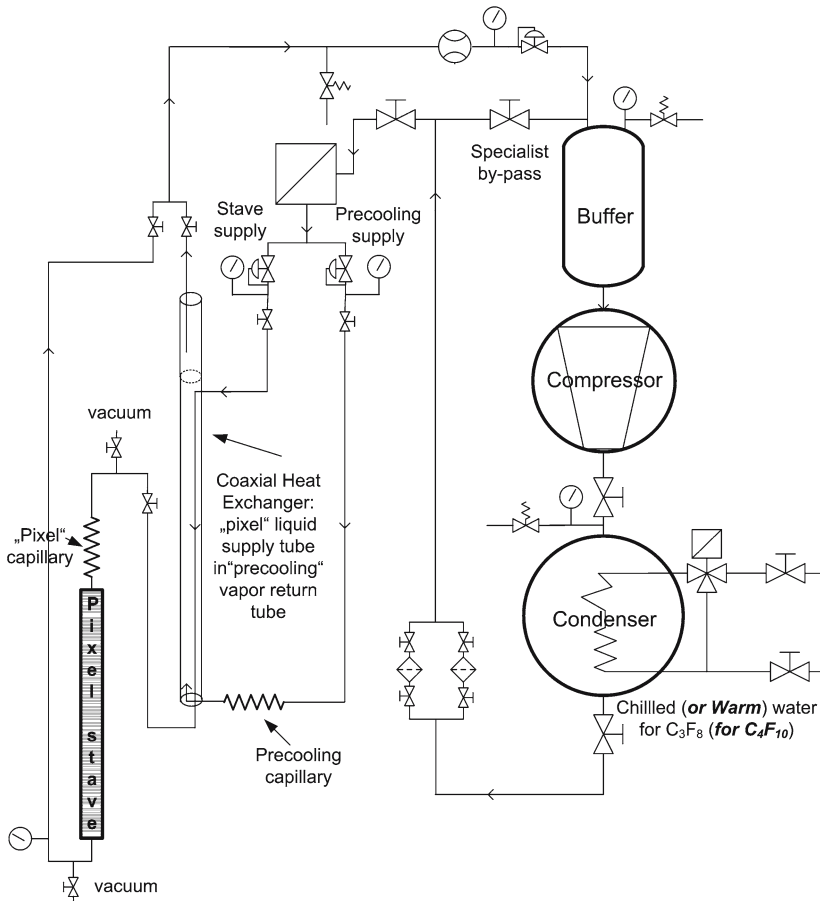 Specialist
by-pass
Buffer
Stave
supply
Precooling
supply
Compressor
vacuum
Coaxial Heat
Exchanger:
„pixel“ liquid
supply tube
in“precooling“
vapor return
tube
„Pixel“
capillary
Pixel stave
Condenser
Chillled (or Warm) water
for C₃F₈ (for C₄F₁₀)
Precooling
capillary
vacuum